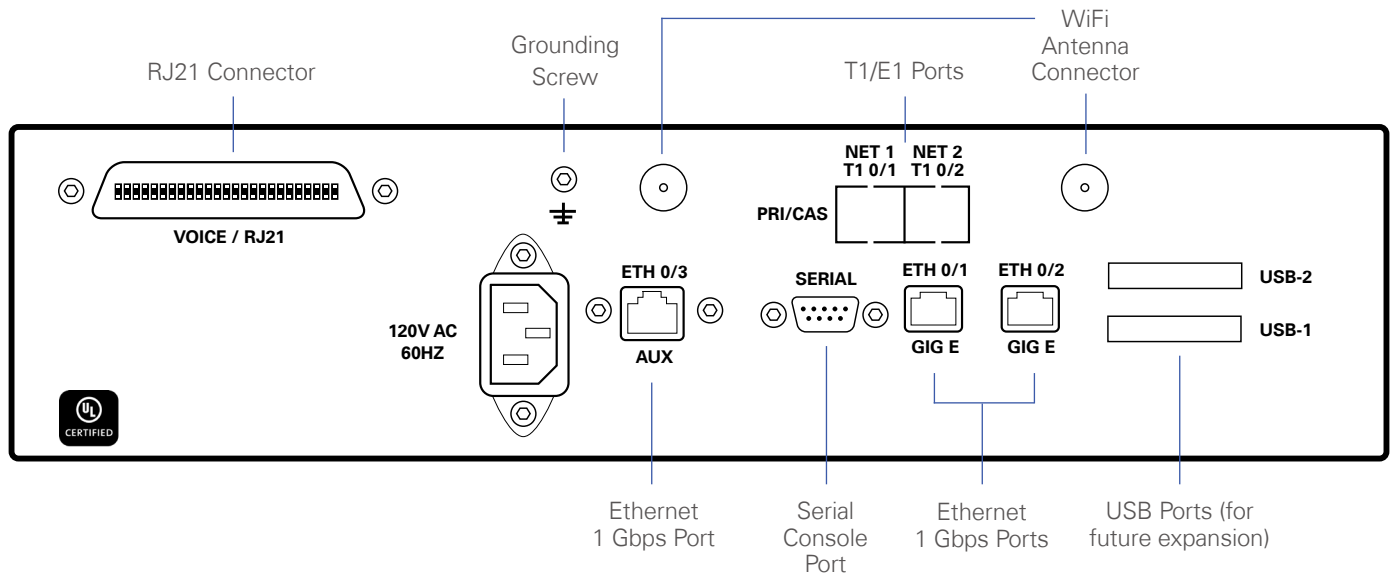 WiFi
Antenna
Connector
Grounding
Screw
RJ21 Connector
T1/E1 Ports
NET 1
T1 0/1
NET 2
T1 0/2
PRI/CAS
VOICE / RJ21
ETH 0/3
SERIAL
ETH 0/1
ETH 0/2
USB-2
120V AC
60HZ
USB-1
AUX
GIG E
GIG E
UL
CERTIFIED
Ethernet
1 Gbps Port
Serial
Console
Port
Ethernet
1 Gbps Ports
USB Ports (for
future expansion)